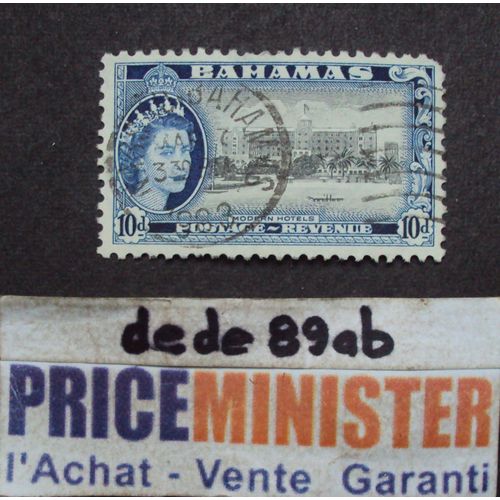 BAHAMAS
10d. 10d.
MODERN HOTELS
POSTAGE~REVENUE
dede 89ab
PRICEMINISTER
l'Achat - Vente Garanti